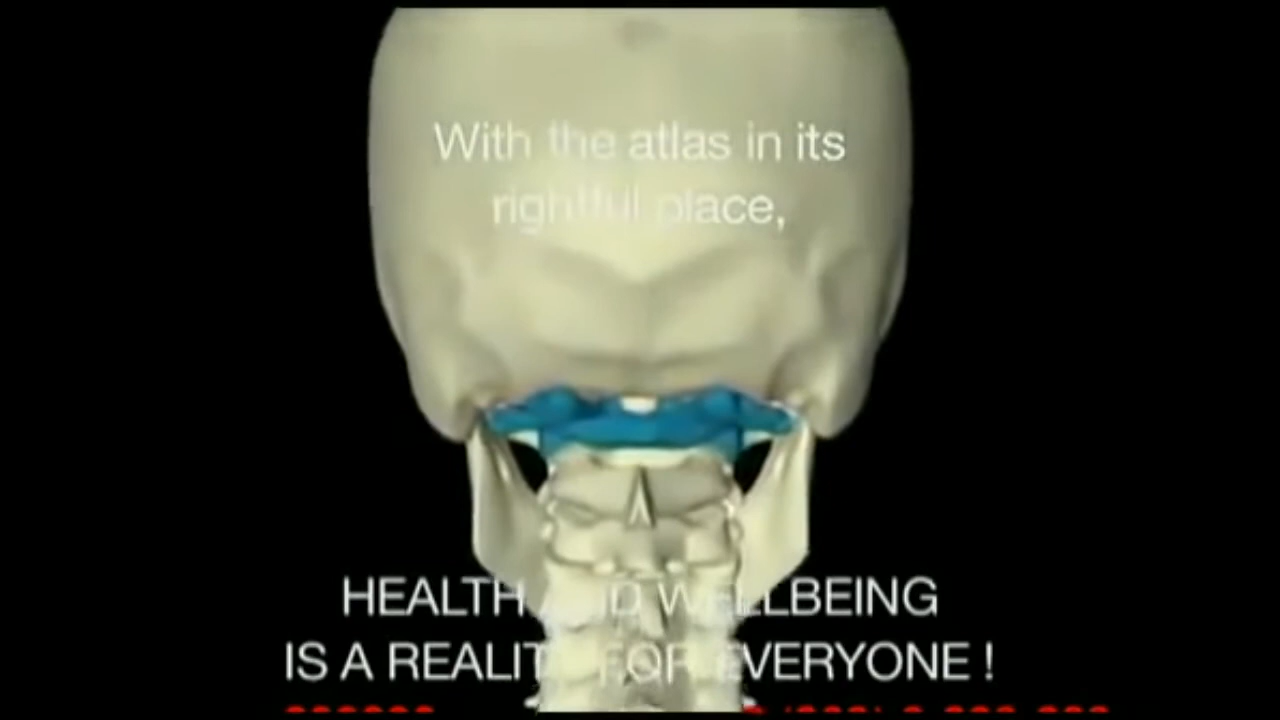 With the atlas in its
rightful place,
HEALTH AND WELLBEING
IS A REALITY FOR EVERYONE !